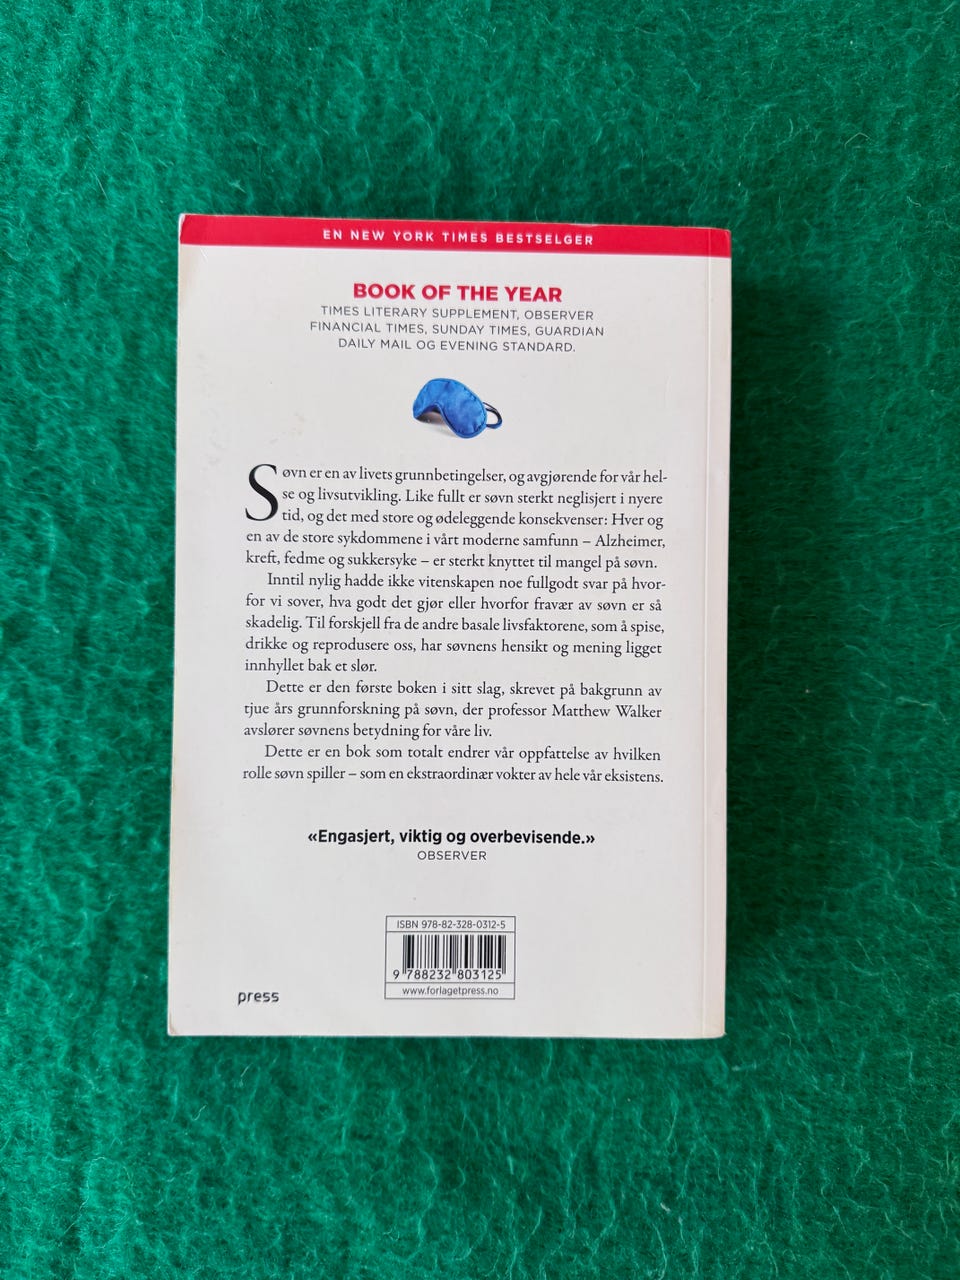 EN NEW YORK TIMES BESTSELGER
BOOK OF THE YEAR
TIMES LITERARY SUPPLEMENT, OBSERVER
FINANCIAL TIMES, SUNDAY TIMES, GUARDIAN
DAILY MAIL OG EVENING STANDARD.
Søvn er en av livets grunnbetingelser, og avgjørende for vår hel-
se og livsutvikling. Like fullt er søvn sterkt neglisjert i nyere
tid, og det med store og ødeleggende konsekvenser: Hver og
en av de store sykdommene i vårt moderne samfunn – Alzheimer,
kreft, fedme og sukkersyke – er sterkt knyttet til mangel på søvn.
Inntil nylig hadde ikke vitenskapen noe fullgodt svar på hvor-
for vi sover, hva godt det gjør eller hvorfor fravær av søvn er så
skadelig. Til forskjell fra de andre basale livsfaktorene, som å spise,
drikke og reprodusere oss, har søvnens hensikt og mening ligget
innhyllet bak et slør.
Dette er den første boken i sitt slag, skrevet på bakgrunn av
tjue års grunnforskning på søvn, der professor Matthew Walker
avslører søvnens betydning for våre liv.
Dette er en bok som totalt endrer vår oppfattelse av hvilken
rolle søvn spiller – som en ekstraordinær vokter av hele vår eksistens.
«Engasjert, viktig og overbevisende.»
OBSERVER
ISBN 978-82-328-0312-5
9 788232 803125
www.forlagetpress.no
press